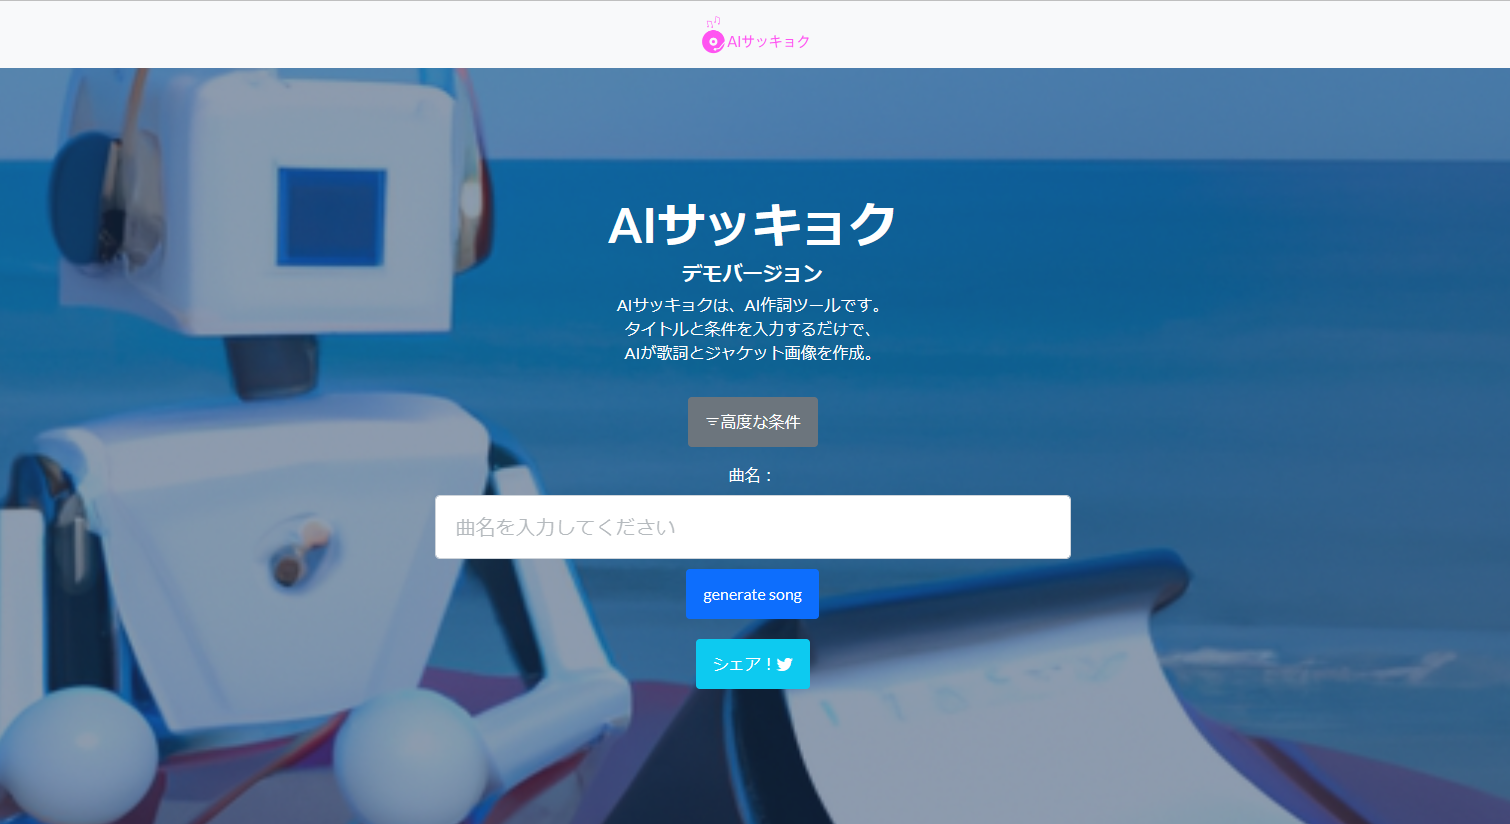 AIサッキョク
AIサッキョク
デモバージョン
AIサッキョクは、AI作詞ツールです。
タイトルと条件を入力するだけで、
AIが歌詞とジャケット画像を作成。
高度な条件
曲名：
曲名を入力してください
generate song
シェア！